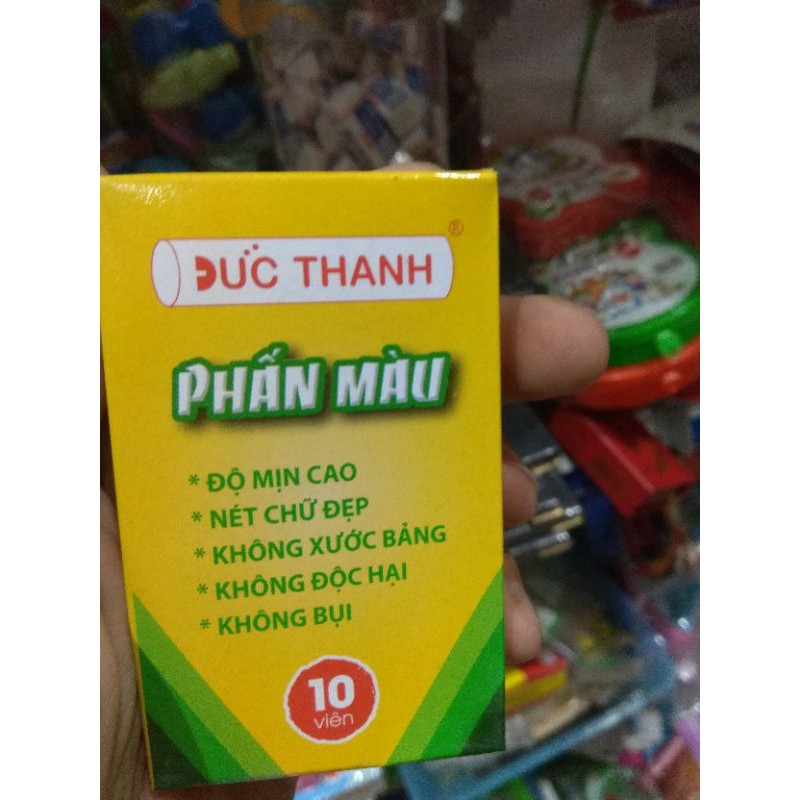 ĐỨC THANH
®
PHẤN MÀU
* ĐỘ MỊN CAO
* NÉT CHỮ ĐẸP
* KHÔNG XƯỚC BẢNG
* KHÔNG ĐỘC HẠI
* KHÔNG BỤI
10
viên